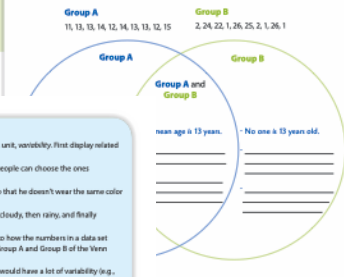 Group A
Group B
11, 13, 13, 14, 12, 14, 13, 13, 12, 15
2, 24, 22, 1, 26, 25, 2, 1, 26, 1
Group A
Group B
Group A and
Group B
mean age is 13 years.
- No one is 13 years old.
unit, variability. First display related
eople can choose the ones
that he doesn't wear the same color
cloudy, then rainy, and finally
o how the numbers in a data set
Group A and Group B of the Venn
would have a lot of variability (e.g.,